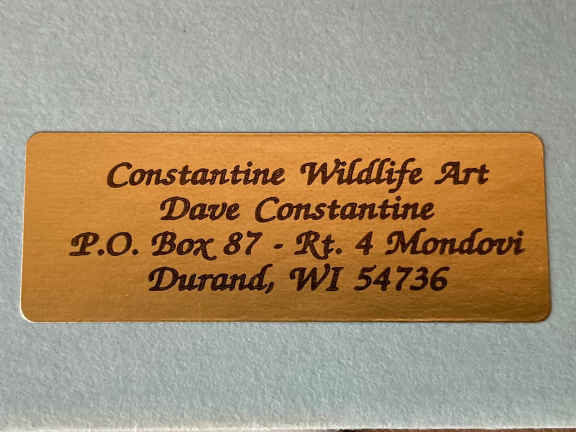 Constantine Wildlife Art
Dave Constantine
P.O. Box 87 - Rt. 4 Mondovi
Durand, WI 54736